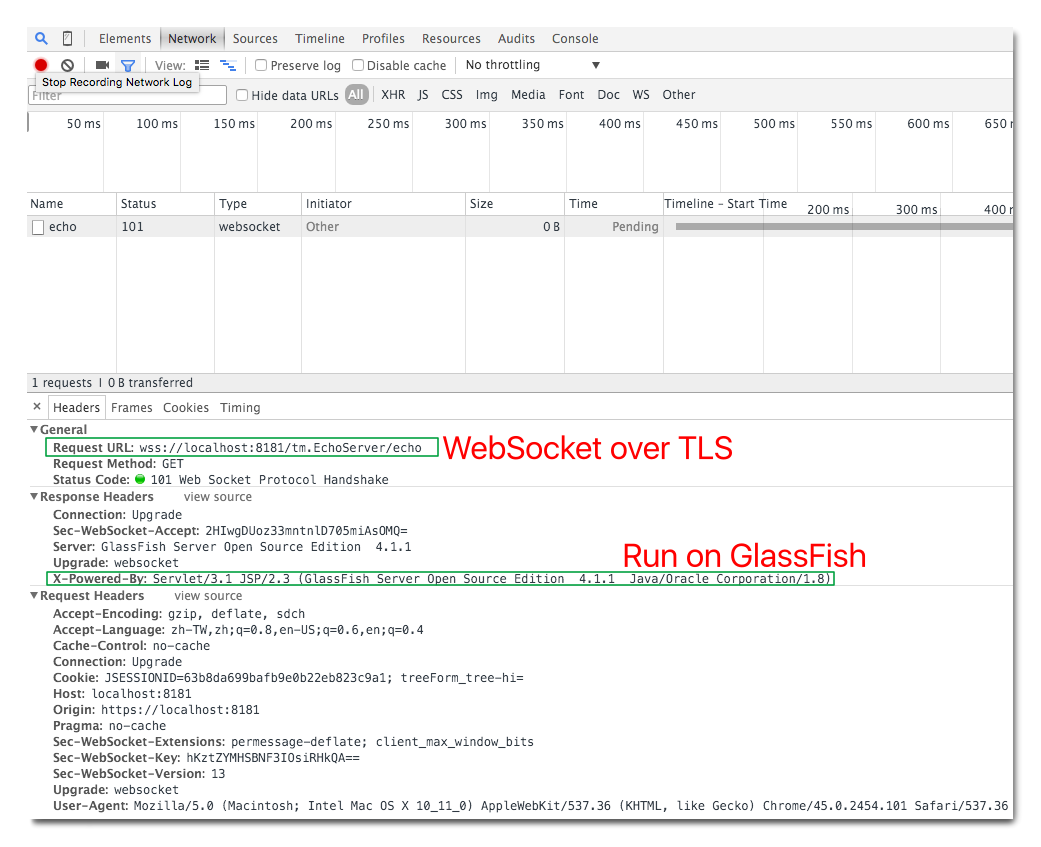 Elements Network Sources Timeline Profiles Resources Audits Console
View: Preserve log Disable cache No throttling ▼
Stop Recording Network Log
Filter Hide data URLs All XHR JS CSS Img Media Font Doc WS Other
50 ms 100 ms 150 ms 200 ms 250 ms 300 ms 350 ms 400 ms 450 ms 500 ms 550 ms 600 ms 650
Name Status Type Initiator Size Time Timeline – Start Time 200 ms 300 ms 400
echo 101 websocket Other 0 B Pending
1 requests | 0 B transferred
× Headers Frames Cookies Timing
▼General
Request URL: wss://localhost:8181/tm.EchoServer/echo WebSocket over TLS
Request Method: GET
Status Code: 101 Web Socket Protocol Handshake
▼Response Headers view source
Connection: Upgrade
Sec-WebSocket-Accept: 2HIwgDUoz33mntnlD705miAsOMQ=
Server: GlassFish Server Open Source Edition 4.1.1
Upgrade: websocket
Run on GlassFish
X-Powered-By: Servlet/3.1 JSP/2.3 (GlassFish Server Open Source Edition 4.1.1 Java/Oracle Corporation/1.8)
▼Request Headers view source
Accept-Encoding: gzip, deflate, sdch
Accept-Language: zh-TW,zh;q=0.8,en-US;q=0.6,en;q=0.4
Cache-Control: no-cache
Connection: Upgrade
Cookie: JSESSIONID=63b8da699bafb9e0b22eb823c9a1; treeForm_tree-hi=
Host: localhost:8181
Origin: https://localhost:8181
Pragma: no-cache
Sec-WebSocket-Extensions: permessage-deflate; client_max_window_bits
Sec-WebSocket-Key: hKztZYMHSBNF3IOsiRHkQA==
Sec-WebSocket-Version: 13
Upgrade: websocket
User-Agent: Mozilla/5.0 (Macintosh; Intel Mac OS X 10_11_0) AppleWebKit/537.36 (KHTML, like Gecko) Chrome/45.0.2454.101 Safari/537.36